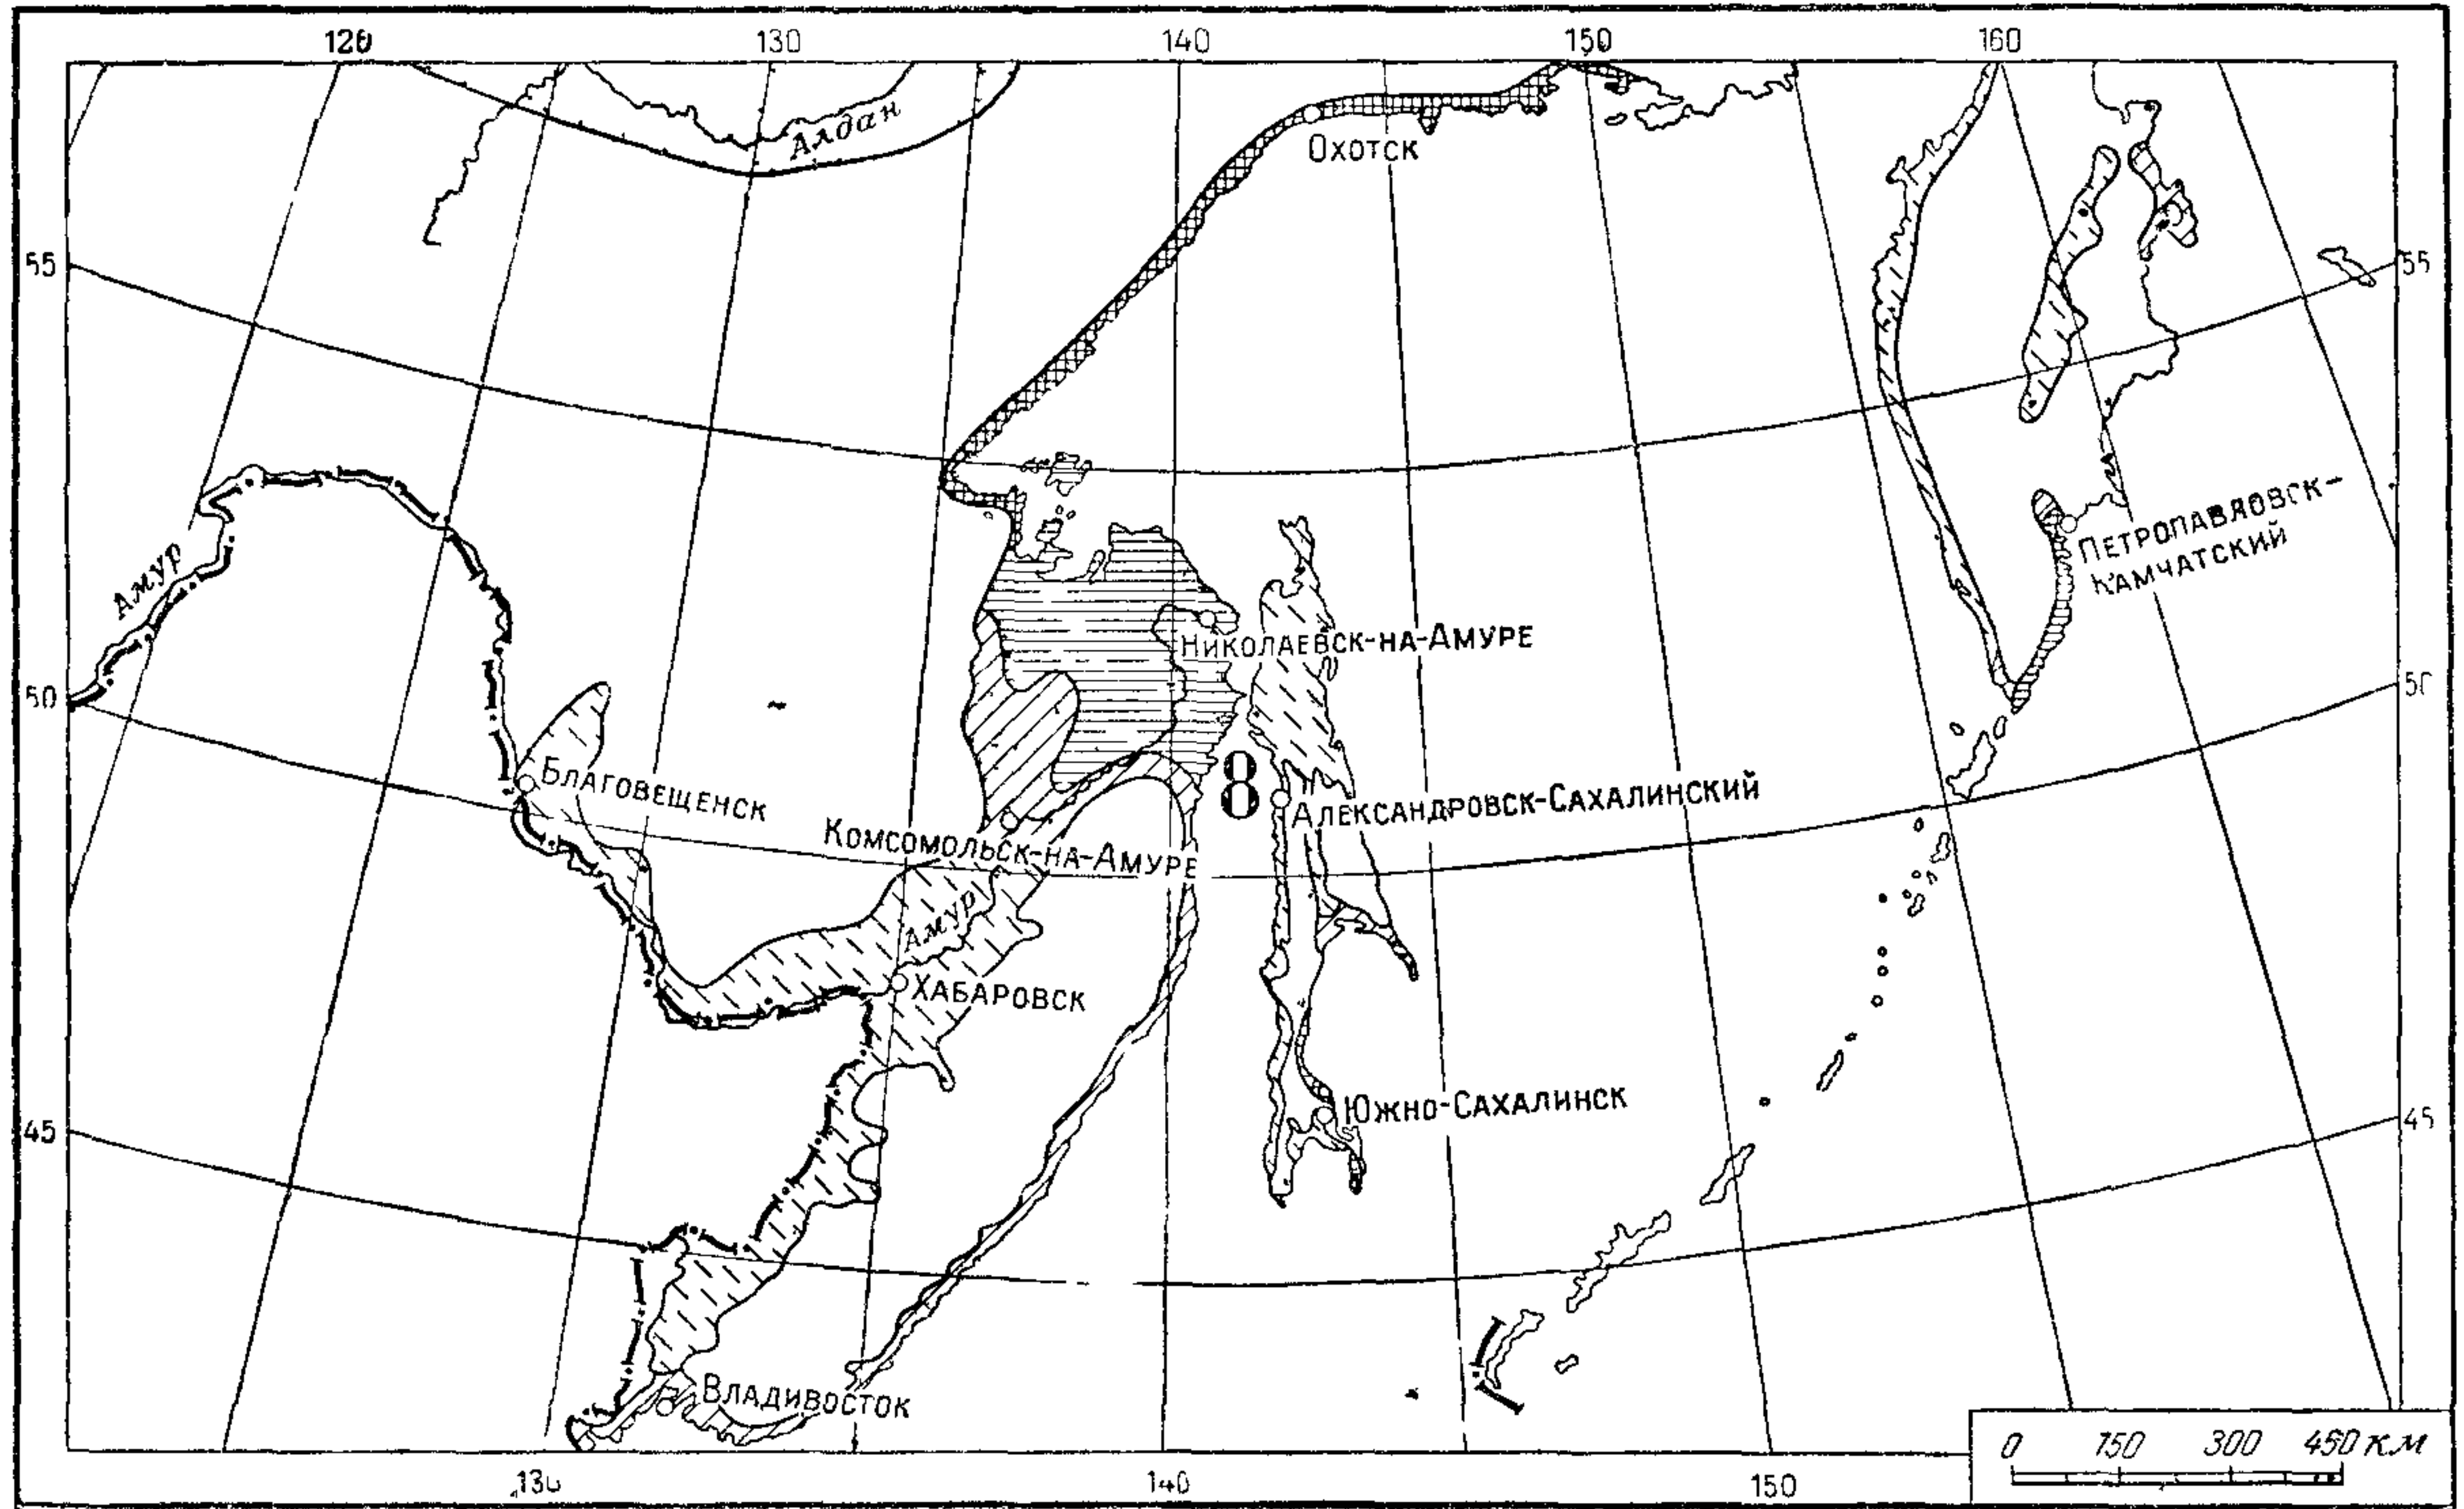 120 130 140 150 160
Алдан
Охотск
55
55
Петропавловск-
Камчатский
Амур
Николаевск-на-Амуре
50
50
Благовещенск
8
Александровск-Сахалинский
Комсомольск-на-Амуре
Амур
Хабаровск
Южно-Сахалинск
45
45
Владивосток
0 150 300 450 км
130 140 150